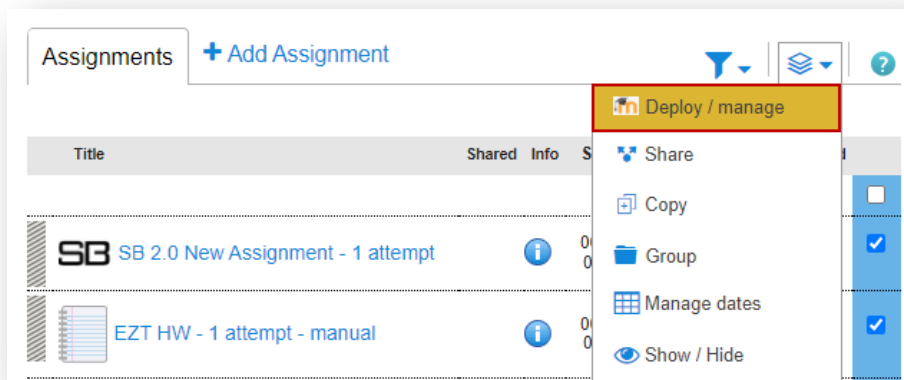 Assignments + Add Assignment ?
Deploy / manage
Title Shared Info S
Share
Copy
SB SB 2.0 New Assignment - 1 attempt i
Group
Manage dates
EZT HW - 1 attempt - manual i
Show / Hide